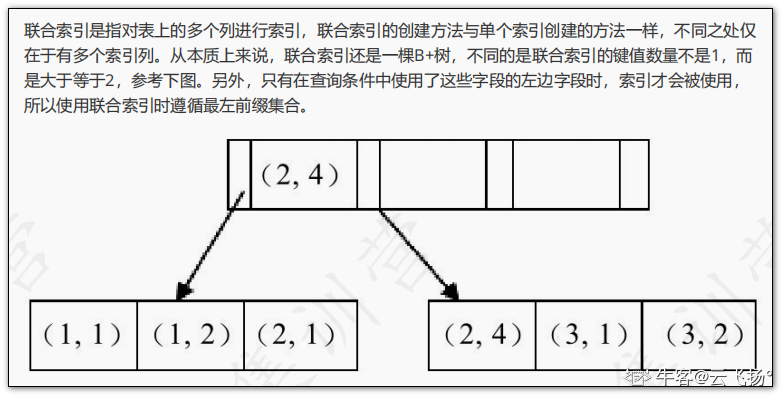 联合索引是指对表上的多个列进行索引，联合索引的创建方法与单个索引创建的方法一样，不同之处仅
在于有多个索引列。从本质上来说，联合索引还是一棵B+树，不同的是联合索引的键值数量不是1，而
是大于等于2，参考下图。另外，只有在查询条件中使用了这些字段的左边字段时，索引才会被使用，
所以使用联合索引时遵循最左前缀集合。
（2, 4）
（1, 1） （1, 2） （2, 1） （2, 4） （3, 1） （3, 2）
营
集训营
牛客@云飞扬°